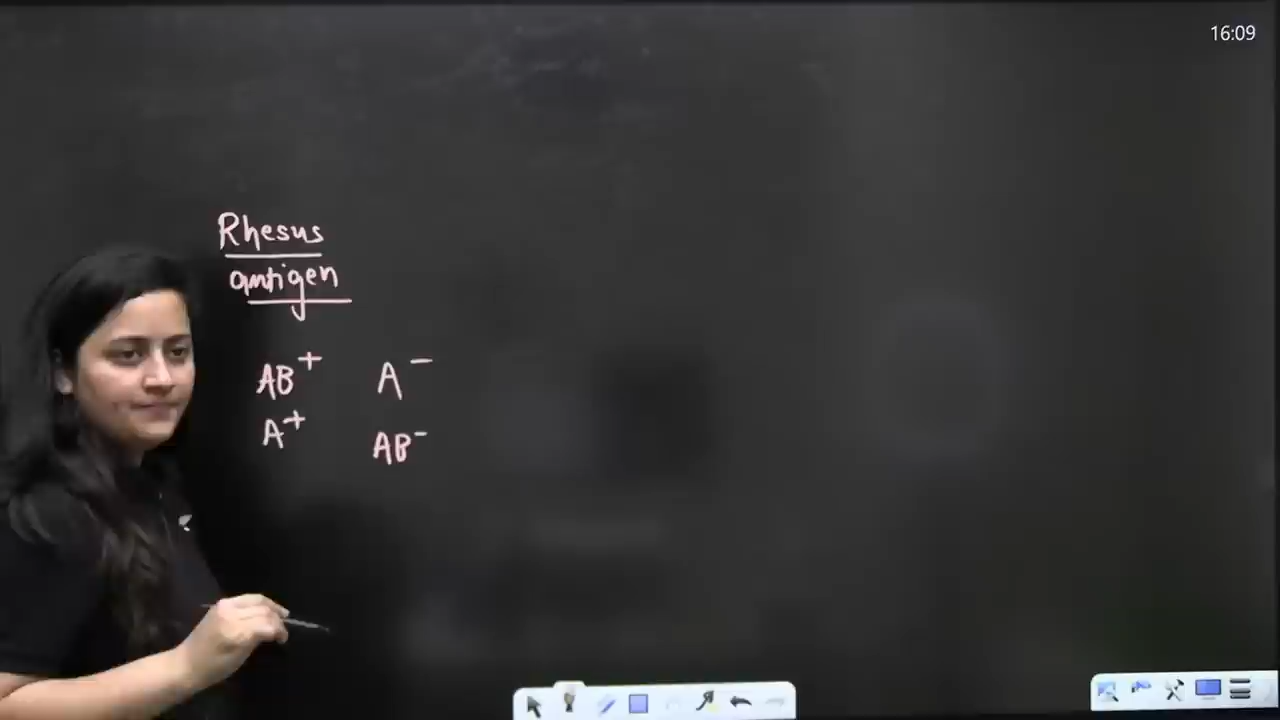 16:09
Rhesus
antigen
AB⁺ A⁻
A⁺ AB⁻